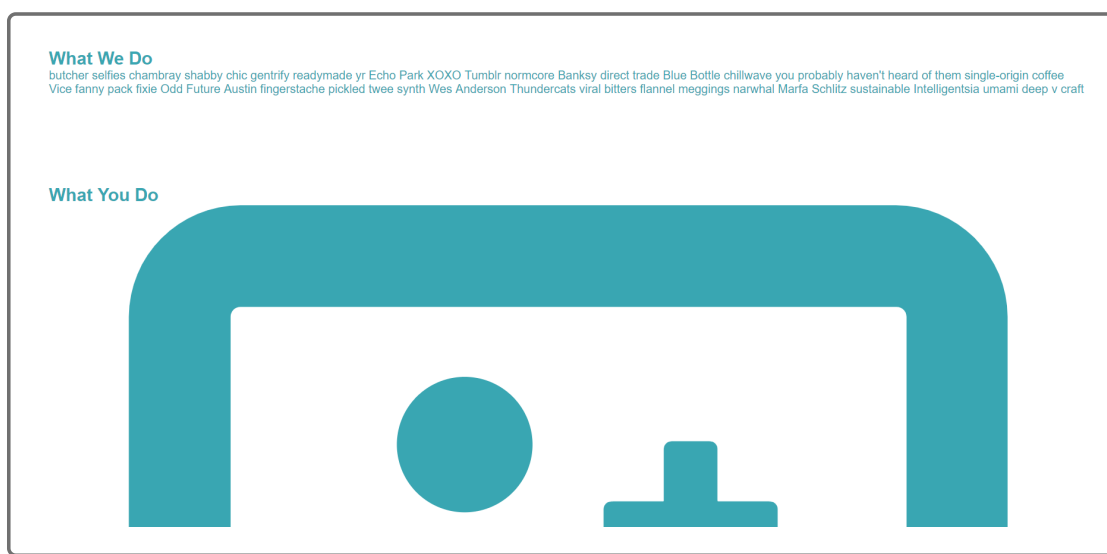 What We Do
butcher selfies chambray shabby chic gentrify readymade yr Echo Park XOXO Tumblr normcore Banksy direct trade Blue Bottle chillwave you probably haven't heard of them single-origin coffee
Vice fanny pack fixie Odd Future Austin fingerstache pickled twee synth Wes Anderson Thundercats viral bitters flannel meggings narwhal Marfa Schlitz sustainable Intelligentsia umami deep v craft
What You Do